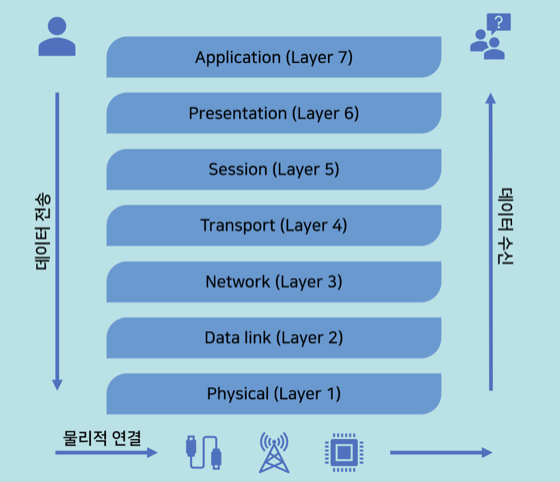 ?
Application (Layer 7)
Presentation (Layer 6)
Session (Layer 5)
Transport (Layer 4)
Network (Layer 3)
Data link (Layer 2)
Physical (Layer 1)
데이터 전송
데이터 수신
물리적 연결